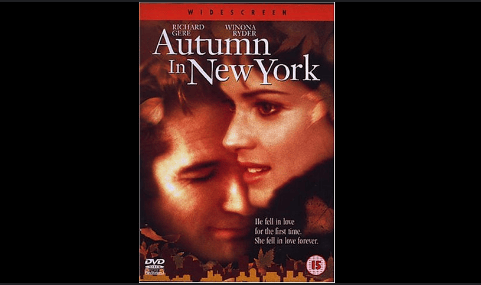 WIDESCREEN
RICHARD GERE
WINONA RYDER
Autumn
In New York
He fell in love
for the first time.
She fell in love forever.
DVD
15